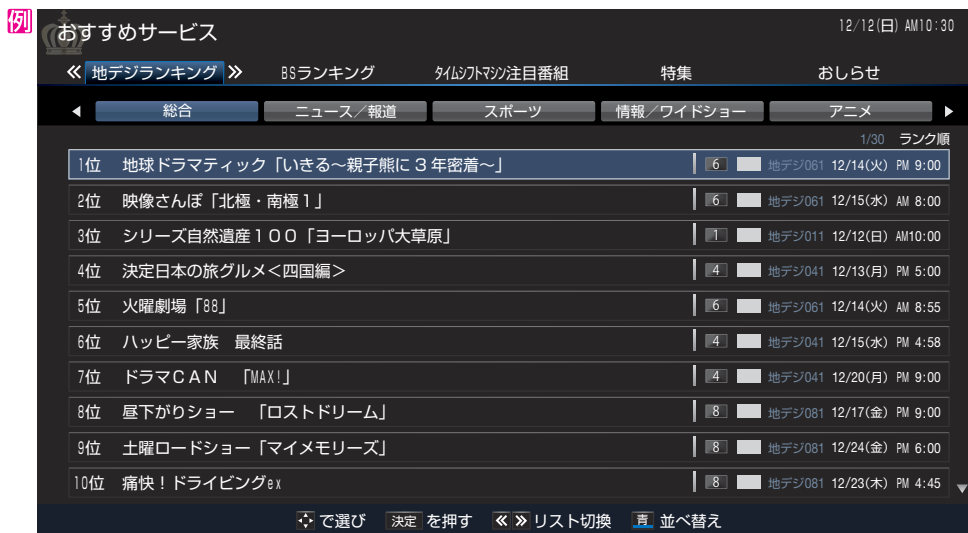 例
おすすめサービス 12/12(日) AM10:30
≪ 地デジランキング ≫ BSランキング タイムシフトマシン注目番組 特集 おしらせ
◀ 総合 ニュース/報道 スポーツ 情報/ワイドショー アニメ ▶
1/30 ランク順
1位 地球ドラマティック「いきる~親子熊に3年密着~」 6 地デジ061 12/14(火) PM 9:00
2位 映像さんぽ「北極・南極1」 6 地デジ061 12/15(水) AM 8:00
3位 シリーズ自然遺産100「ヨーロッパ大草原」 1 地デジ011 12/12(日) AM10:00
4位 決定日本の旅グルメ<四国編> 4 地デジ041 12/13(月) PM 5:00
5位 火曜劇場「88」 6 地デジ061 12/14(火) AM 8:55
6位 ハッピー家族 最終話 4 地デジ041 12/15(水) PM 4:58
7位 ドラマCAN 「MAX!」 4 地デジ041 12/20(月) PM 9:00
8位 昼下がりショー 「ロストドリーム」 8 地デジ081 12/17(金) PM 9:00
9位 土曜ロードショー「マイメモリーズ」 8 地デジ081 12/24(金) PM 6:00
10位 痛快!ドライビングex 8 地デジ081 12/23(木) PM 4:45 ▼
で選び 決定 を押す ≪ ≫ リスト切換 青 並べ替え